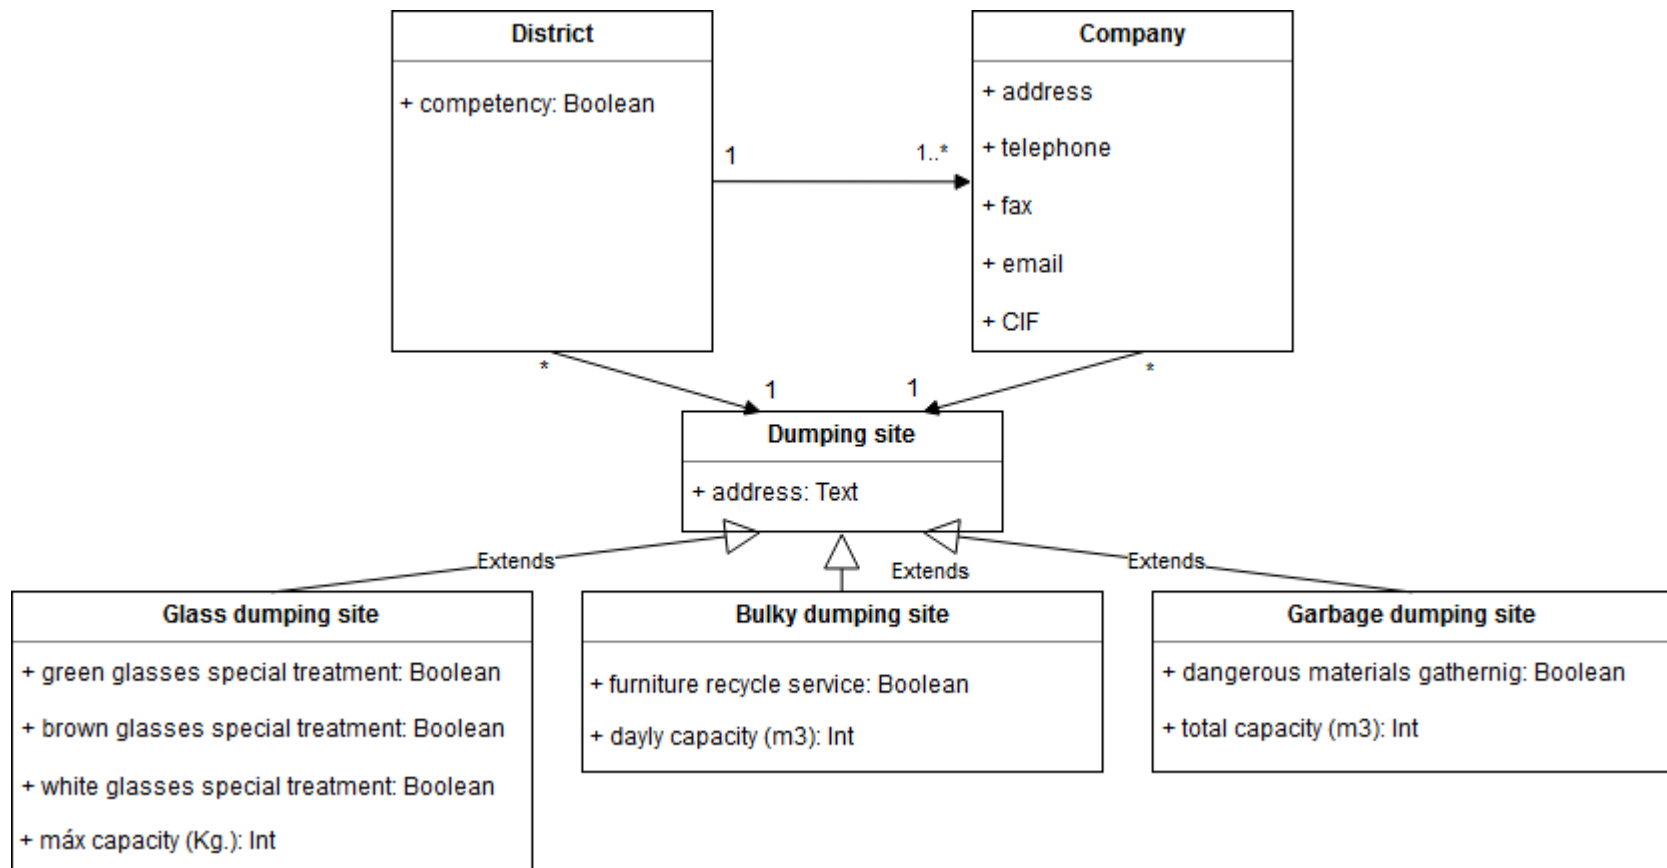 District
+ competency: Boolean
Company
+ address
+ telephone
+ fax
+ email
+ CIF
1
1..*
*
1
1
*
Dumping site
+ address: Text
Extends
Extends
Extends
Glass dumping site
+ green glasses special treatment: Boolean
+ brown glasses special treatment: Boolean
+ white glasses special treatment: Boolean
+ máx capacity (Kg.): Int
Bulky dumping site
+ furniture recycle service: Boolean
+ dayly capacity (m3): Int
Garbage dumping site
+ dangerous materials gathernig: Boolean
+ total capacity (m3): Int